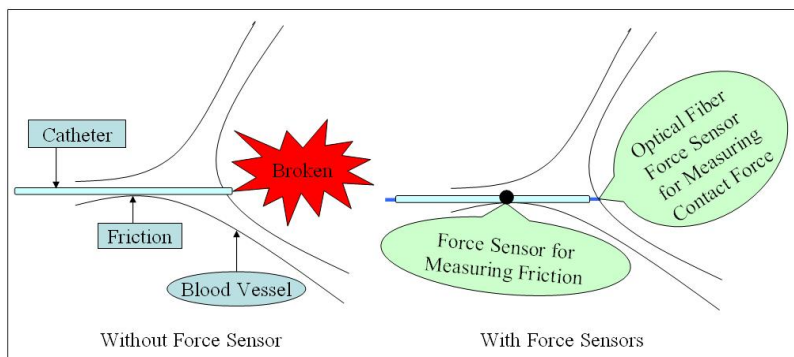 Catheter
Broken
Friction
Blood Vessel
Without Force Sensor
Optical Fiber
Force Sensor
for Measuring
Contact Force
Force Sensor for
Measuring Friction
With Force Sensors